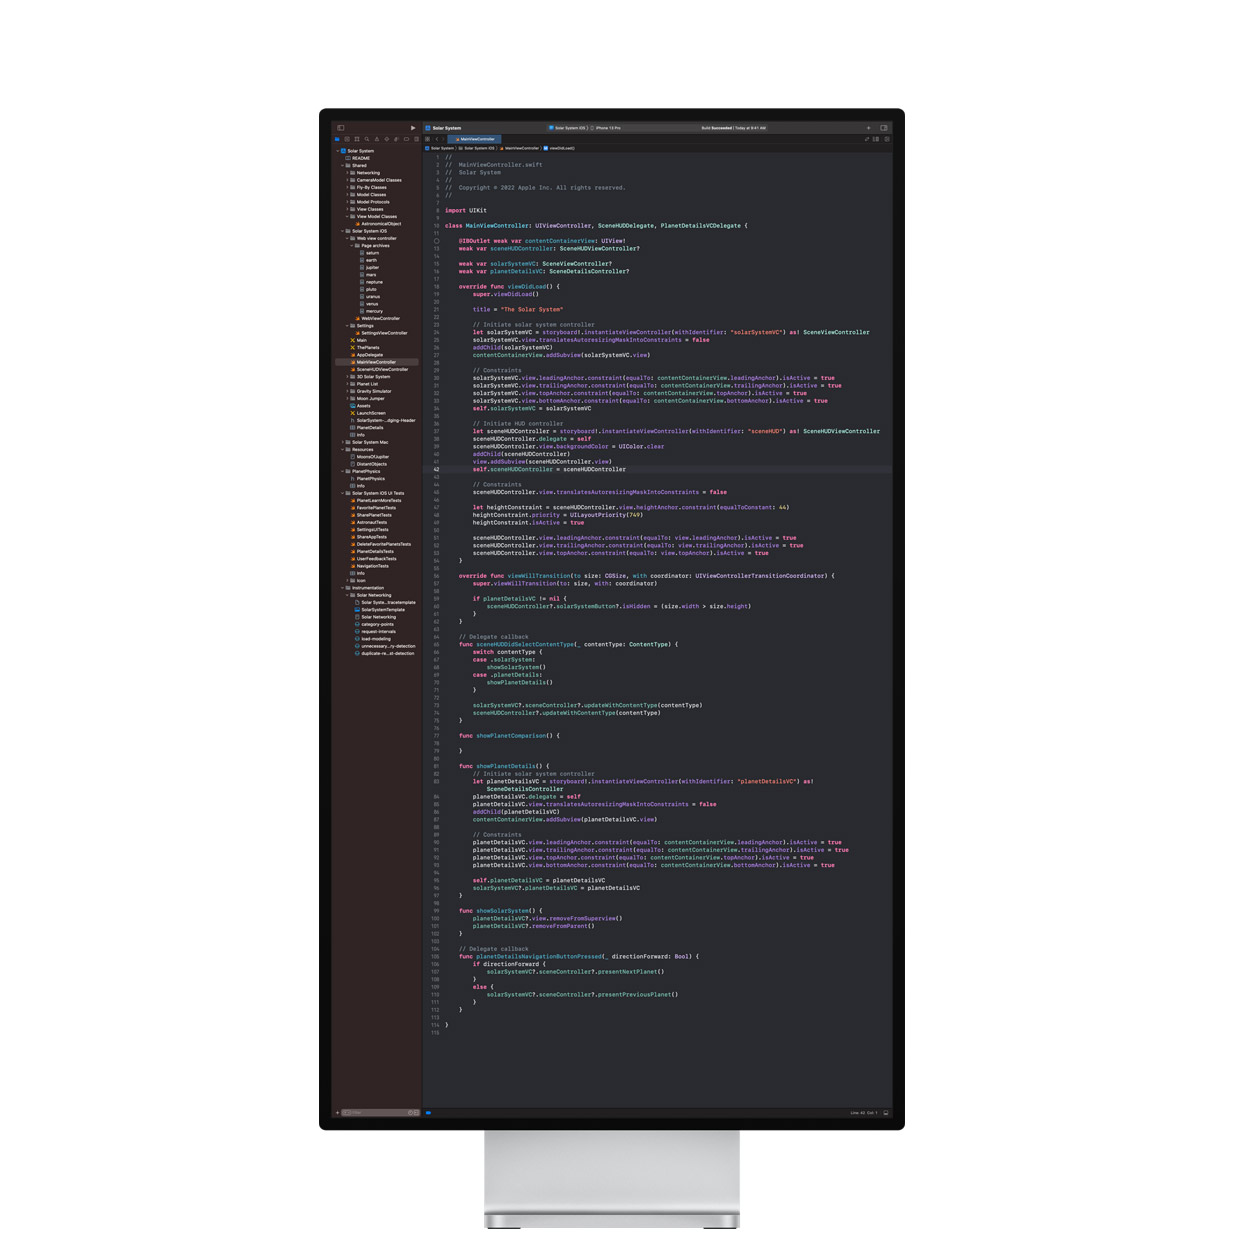 Solar System
Solar System iOS
iPhone 13 Pro
Build Succeeded | Today at 9:41 AM
MainViewController
Solar System
Solar System iOS
MainViewController
viewDidLoad()
Solar System
README
Shared
Networking
CameraModel Classes
Fly-By Classes
Model Classes
Model Protocols
View Classes
View Model Classes
AstronomicalObject
Solar System iOS
Web view controller
Page archives
saturn
earth
jupiter
mars
neptune
pluto
uranus
venus
mercury
WebViewController
Settings
SettingsViewController
Main
ThePlanets
AppDelegate
MainViewController
SceneHUDViewController
3D Solar System
Planet List
Gravity Simulator
Moon Jumper
Assets
LaunchScreen
SolarSystem-...dging-Header
PlanetDetails
Info
Solar System Mac
Resources
MoonsOfJupiter
DistantObjects
PlanetPhysics
PlanetPhysics
Info
Solar System iOS UI Tests
PlanetLearnMoreTests
FavoritePlanetTests
SharePlanetTests
AstronautTests
SettingsUITests
ShareAppTests
DeleteFavoritePlanetsTests
PlanetDetailsTests
UserFeedbackTests
NavigationTests
Info
Icon
Instrumentation
Solar Networking
Solar Syste...tracetemplate
SolarSystemTemplate
Solar Networking
category-points
request-intervals
load-modeling
unnecessary...ry-detection
duplicate-re...st-detection
Filter
1 //
2 // MainViewController.swift
3 // Solar System
4 //
5 // Copyright © 2022 Apple Inc. All rights reserved.
6 //
7
8 import UIKit
9
10 class MainViewController: UIViewController, SceneHUDDelegate, PlanetDetailsVCDelegate {
11
@IBOutlet weak var contentContainerView: UIView!
13 weak var sceneHUDController: SceneHUDViewController?
14
15 weak var solarSystemVC: SceneViewController?
16 weak var planetDetailsVC: SceneDetailsController?
17
18 override func viewDidLoad() {
19 super.viewDidLoad()
20
21 title = "The Solar System"
22
23 // Initiate solar system controller
24 let solarSystemVC = storyboard!.instantiateViewController(withIdentifier: "solarSystemVC") as! SceneViewController
25 solarSystemVC.view.translatesAutoresizingMaskIntoConstraints = false
26 addChild(solarSystemVC)
27 contentContainerView.addSubview(solarSystemVC.view)
28
29 // Constraints
30 solarSystemVC.view.leadingAnchor.constraint(equalTo: contentContainerView.leadingAnchor).isActive = true
31 solarSystemVC.view.trailingAnchor.constraint(equalTo: contentContainerView.trailingAnchor).isActive = true
32 solarSystemVC.view.topAnchor.constraint(equalTo: contentContainerView.topAnchor).isActive = true
33 solarSystemVC.view.bottomAnchor.constraint(equalTo: contentContainerView.bottomAnchor).isActive = true
34 self.solarSystemVC = solarSystemVC
35
36 // Initiate HUD controller
37 let sceneHUDController = storyboard!.instantiateViewController(withIdentifier: "sceneHUD") as! SceneHUDViewController
38 sceneHUDController.delegate = self
39 sceneHUDController.view.backgroundColor = UIColor.clear
40 addChild(sceneHUDController)
41 view.addSubview(sceneHUDController.view)
42 self.sceneHUDController = sceneHUDController
43
44 // Constraints
45 sceneHUDController.view.translatesAutoresizingMaskIntoConstraints = false
46
47 let heightConstraint = sceneHUDController.view.heightAnchor.constraint(equalToConstant: 44)
48 heightConstraint.priority = UILayoutPriority(749)
49 heightConstraint.isActive = true
50
51 sceneHUDController.view.leadingAnchor.constraint(equalTo: view.leadingAnchor).isActive = true
52 sceneHUDController.view.trailingAnchor.constraint(equalTo: view.trailingAnchor).isActive = true
53 sceneHUDController.view.topAnchor.constraint(equalTo: view.topAnchor).isActive = true
54 }
55
56 override func viewWillTransition(to size: CGSize, with coordinator: UIViewControllerTransitionCoordinator) {
57 super.viewWillTransition(to: size, with: coordinator)
58
59 if planetDetailsVC != nil {
60 sceneHUDController?.solarSystemButton?.isHidden = (size.width > size.height)
61 }
62 }
63
64 // Delegate callback
65 func sceneHUDDidSelectContentType(_ contentType: ContentType) {
66 switch contentType {
67 case .solarSystem:
68 showSolarSystem()
69 case .planetDetails:
70 showPlanetDetails()
71 }
72
73 solarSystemVC?.sceneController?.updateWithContentType(contentType)
74 sceneHUDController?.updateWithContentType(contentType)
75 }
76
77 func showPlanetComparison() {
78
79 }
80
81 func showPlanetDetails() {
82 // Initiate solar system controller
83 let planetDetailsVC = storyboard!.instantiateViewController(withIdentifier: "planetDetailsVC") as!
SceneDetailsController
84 planetDetailsVC.delegate = self
85 planetDetailsVC.view.translatesAutoresizingMaskIntoConstraints = false
86 addChild(planetDetailsVC)
87 contentContainerView.addSubview(planetDetailsVC.view)
88
89 // Constraints
90 planetDetailsVC.view.leadingAnchor.constraint(equalTo: contentContainerView.leadingAnchor).isActive = true
91 planetDetailsVC.view.trailingAnchor.constraint(equalTo: contentContainerView.trailingAnchor).isActive = true
92 planetDetailsVC.view.topAnchor.constraint(equalTo: contentContainerView.topAnchor).isActive = true
93 planetDetailsVC.view.bottomAnchor.constraint(equalTo: contentContainerView.bottomAnchor).isActive = true
94
95 self.planetDetailsVC = planetDetailsVC
96 solarSystemVC?.planetDetailsVC = planetDetailsVC
97 }
98
99 func showSolarSystem() {
100 planetDetailsVC?.view.removeFromSuperview()
101 planetDetailsVC?.removeFromParent()
102 }
103
104 // Delegate callback
105 func planetDetailsNavigationButtonPressed(_ directionForward: Bool) {
106 if directionForward {
107 solarSystemVC?.sceneController?.presentNextPlanet()
108 }
109 else {
110 solarSystemVC?.sceneController?.presentPreviousPlanet()
111 }
112 }
113
114 }
115
Line: 42 Col: 1